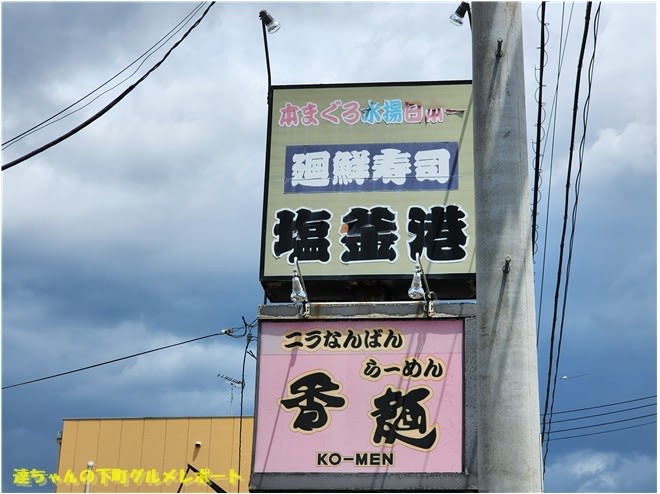 本まぐろ水揚日本一
廻鮮寿司
塩釜港
ニラなんばん
らーめん
香麺
KO-MEN
達ちゃんの下町グルメレポート